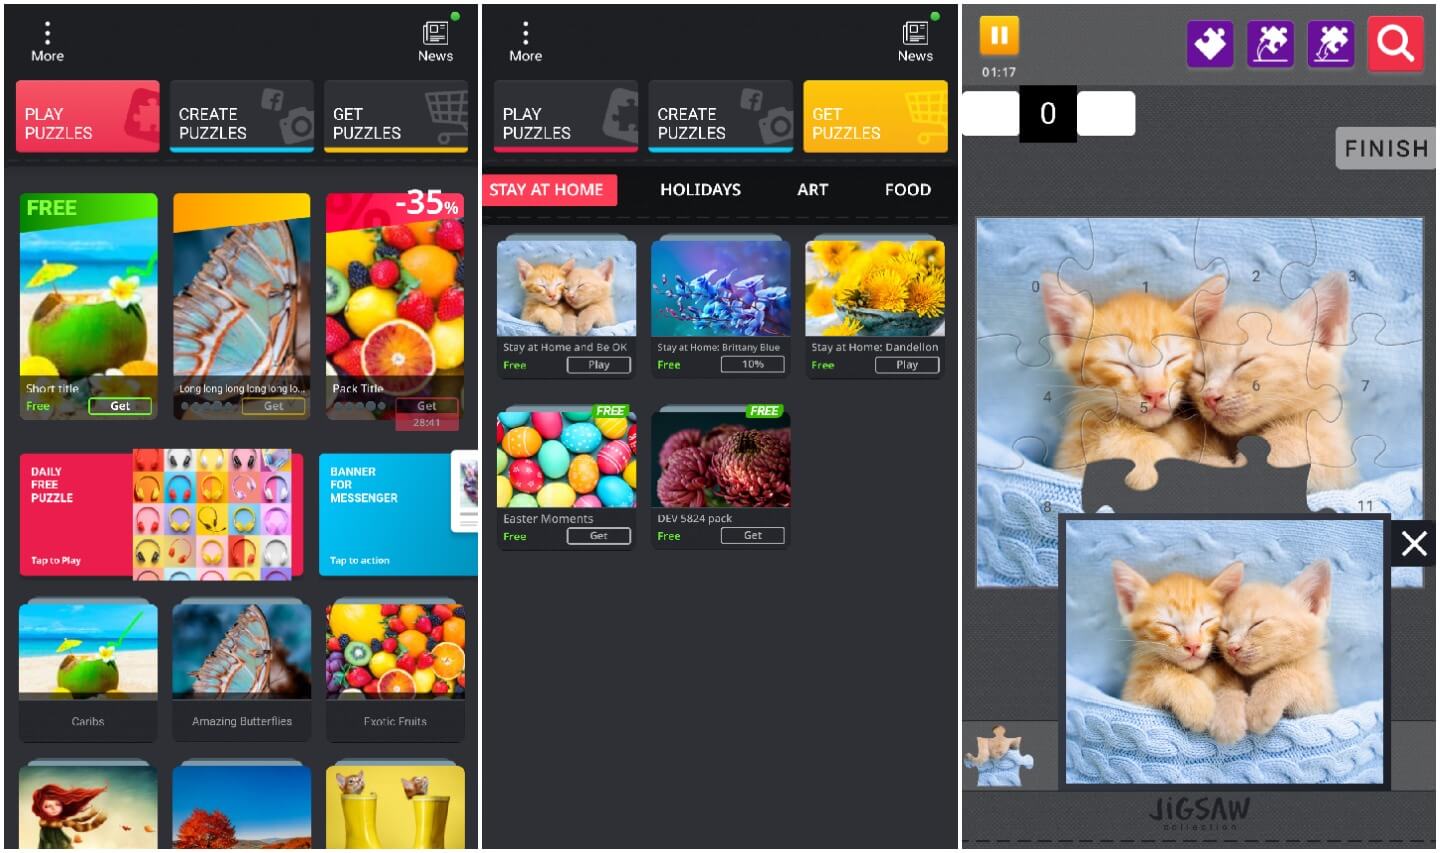 More
News
PLAY
PUZZLES
CREATE
PUZZLES
GET
PUZZLES
FREE
-35%
Short title
Free
Get
Long long long long long lo...
Get
Pack Title
Get
28:41
DAILY
FREE
PUZZLE
Tap to Play
BANNER
FOR
MESSENGER
Tap to action
Caribs
Amazing Butterflies
Exotic Fruits
More
News
PLAY
PUZZLES
CREATE
PUZZLES
GET
PUZZLES
STAY AT HOME
HOLIDAYS
ART
FOOD
Stay at Home and Be OK
Free
Play
Stay at Home: Brittany Blue
Free
10%
Stay at Home: Dandelion
Free
Play
FREE
Easter Moments
Free
Get
FREE
DEV 5824 pack
Free
Get
01:17
0
FINISH
0
1
2
3
4
5
6
7
8
11
JiGSAW
collection